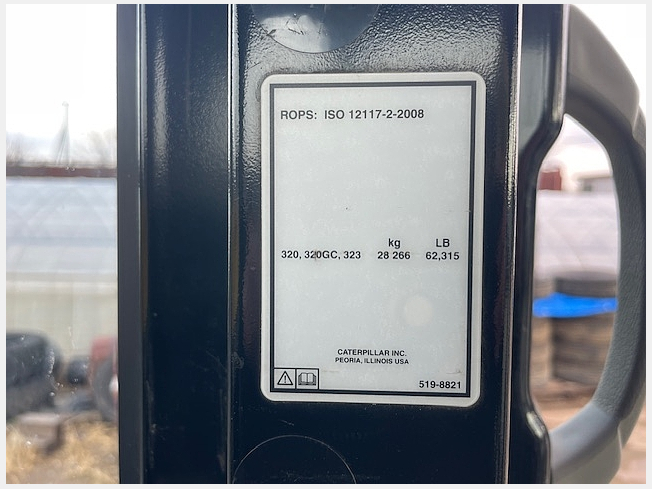 ROPS: ISO 12117-2-2008
kg LB
320, 320GC, 323 28 266 62,315
CATERPILLAR INC.
PEORIA, ILLINOIS USA
519-8821